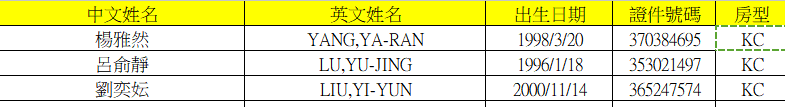 中文姓名 英文姓名 出生日期 證件號碼 房型
楊雅然 YANG,YA-RAN 1998/3/20 370384695 KC
呂俞靜 LU,YU-JING 1996/1/18 353021497 KC
劉奕妘 LIU,YI-YUN 2000/11/14 365247574 KC